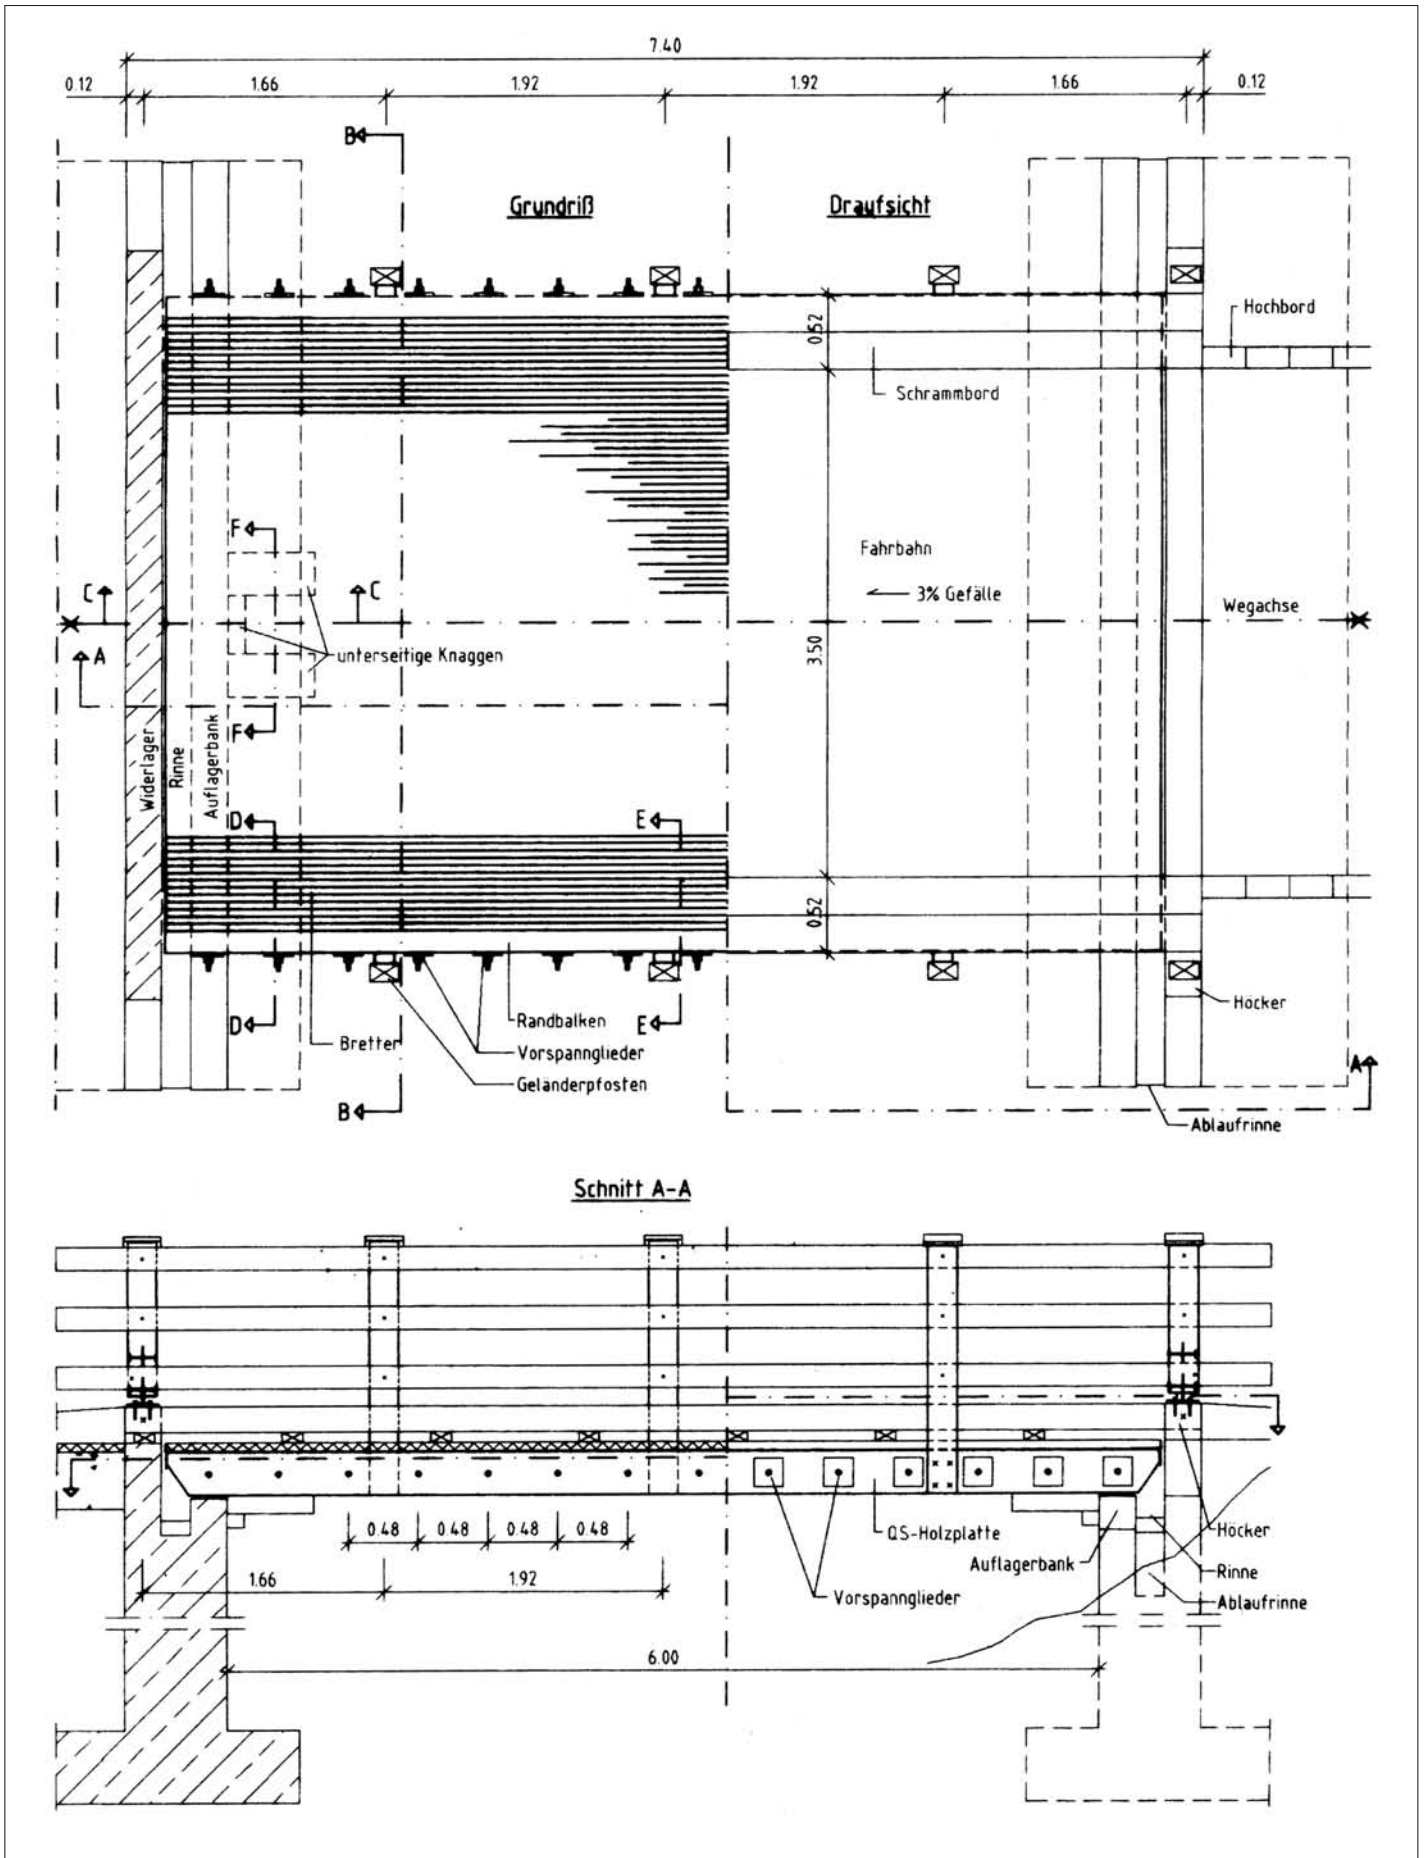 7.40
0.12 1.66 1.92 1.92 1.66 0.12
B
Grundriß Draufsicht
0.52
Hochbord
Schrammbord
F
Fahrbahn
C C
3% Gefälle
Wegachse
3.50
A
unterseitige Knaggen
F
Widerlager
Rinne
Auflagerbank
D E
0.52
Höcker
Randbalken
D E
Bretter
Vorspannglieder
Geländerpfosten
A
B
Ablaufrinne
Schnitt A-A
0.48 0.48 0.48 0.48
QS-Holzplatte
Höcker
Auflagerbank
Rinne
1.66 1.92
Vorspannglieder
Ablaufrinne
6.00